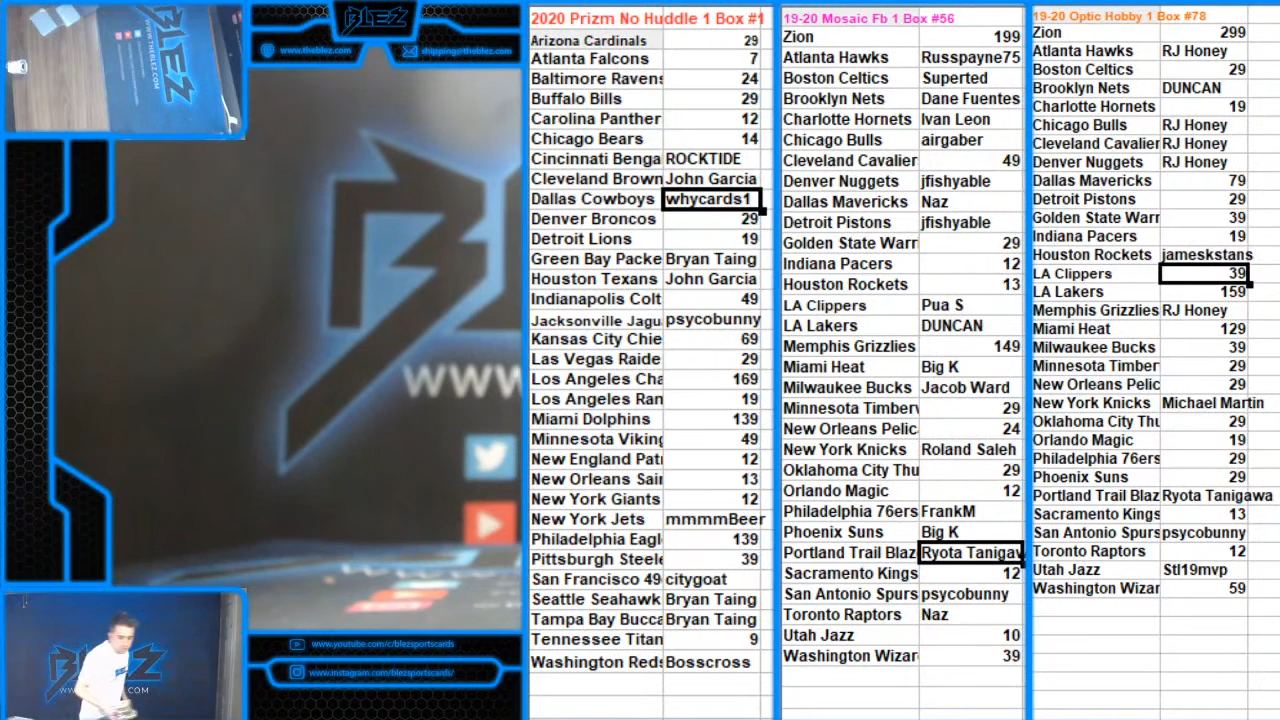 BLEZ
WWW.THEBLEZ.COM
BLEZ
www.theblez.com
shipping@theblez.com
BLEZ
WWW
BLEZ
www.youtube.com/c/blezsportscards
www.instagram.com/blezsportscards/
2020 Prizm No Huddle 1 Box #1
Arizona Cardinals 29
Atlanta Falcons 7
Baltimore Ravens 24
Buffalo Bills 29
Carolina Panther 12
Chicago Bears 14
Cincinnati Benga ROCKTIDE
Cleveland Brown John Garcia
Dallas Cowboys whycards1
Denver Broncos 29
Detroit Lions 19
Green Bay Packe Bryan Taing
Houston Texans John Garcia
Indianapolis Colt 49
Jacksonville Jagu psycobunny
Kansas City Chie 69
Las Vegas Raide 29
Los Angeles Cha 169
Los Angeles Ran 19
Miami Dolphins 139
Minnesota Viking 49
New England Pat 12
New Orleans Sai 13
New York Giants 12
New York Jets mmmmBeer
Philadelphia Eagl 139
Pittsburgh Steele 39
San Francisco 49 citygoat
Seattle Seahawk Bryan Taing
Tampa Bay Bucca Bryan Taing
Tennessee Titan 9
Washington Reds Bosscross
19-20 Mosaic Fb 1 Box #56
Zion 199
Atlanta Hawks Russpayne75
Boston Celtics Superted
Brooklyn Nets Dane Fuentes
Charlotte Hornets Ivan Leon
Chicago Bulls airgaber
Cleveland Cavalier 49
Denver Nuggets jfishyable
Dallas Mavericks Naz
Detroit Pistons jfishyable
Golden State Warri 29
Indiana Pacers 12
Houston Rockets 13
LA Clippers Pua S
LA Lakers DUNCAN
Memphis Grizzlies 149
Miami Heat Big K
Milwaukee Bucks Jacob Ward
Minnesota Timberv 29
New Orleans Pelic 24
New York Knicks Roland Saleh
Oklahoma City Thu 29
Orlando Magic 12
Philadelphia 76ers FrankM
Phoenix Suns Big K
Portland Trail Blaz Ryota Tanigaw
Sacramento Kings 12
San Antonio Spurs psycobunny
Toronto Raptors Naz
Utah Jazz 10
Washington Wizar 39
19-20 Optic Hobby 1 Box #78
Zion 299
Atlanta Hawks RJ Honey
Boston Celtics 29
Brooklyn Nets DUNCAN
Charlotte Hornets 19
Chicago Bulls RJ Honey
Cleveland Cavalier RJ Honey
Denver Nuggets RJ Honey
Dallas Mavericks 79
Detroit Pistons 29
Golden State Warr 39
Indiana Pacers 19
Houston Rockets jameskstans
LA Clippers 39
LA Lakers 159
Memphis Grizzlies RJ Honey
Miami Heat 129
Milwaukee Bucks 39
Minnesota Timber 29
New Orleans Pelic 29
New York Knicks Michael Martin
Oklahoma City Thu 29
Orlando Magic 19
Philadelphia 76ers 29
Phoenix Suns 29
Portland Trail Blaz Ryota Tanigawa
Sacramento Kings 13
San Antonio Spurs psycobunny
Toronto Raptors 12
Utah Jazz Stl19mvp
Washington Wizar 59